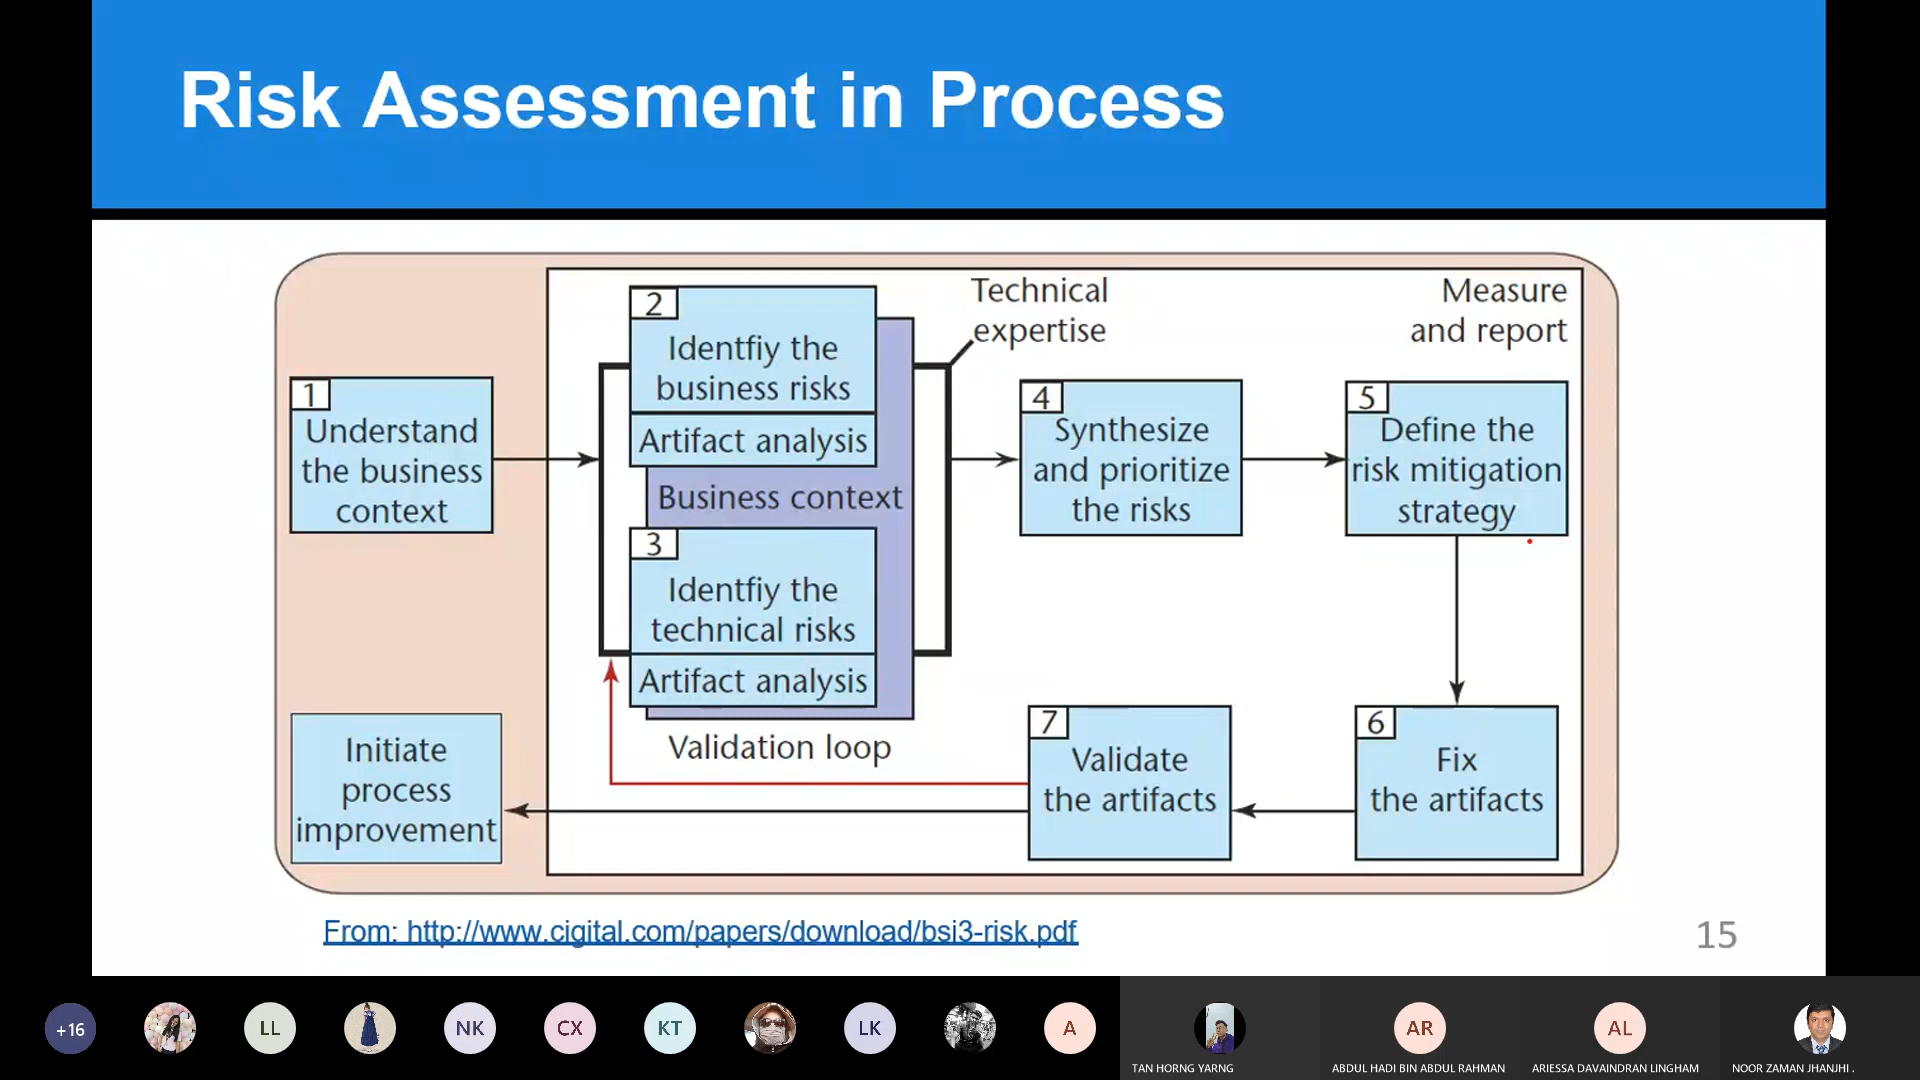 Risk Assessment in Process
1
Understand
the business
context
2
Identfiy the
business risks
Artifact analysis
Business context
3
Identfiy the
technical risks
Artifact analysis
Validation loop
Technical
expertise
Measure
and report
4
Synthesize
and prioritize
the risks
5
Define the
risk mitigation
strategy
6
Fix
the artifacts
7
Validate
the artifacts
Initiate
process
improvement
From: http://www.cigital.com/papers/download/bsi3-risk.pdf
15
+16
LL
NK
CX
KT
LK
A
TAN HORNG YARNG
AR
ABDUL HADI BIN ABDUL RAHMAN
AL
ARIESSA DAVAINDRAN LINGHAM
NOOR ZAMAN JHANJHI .